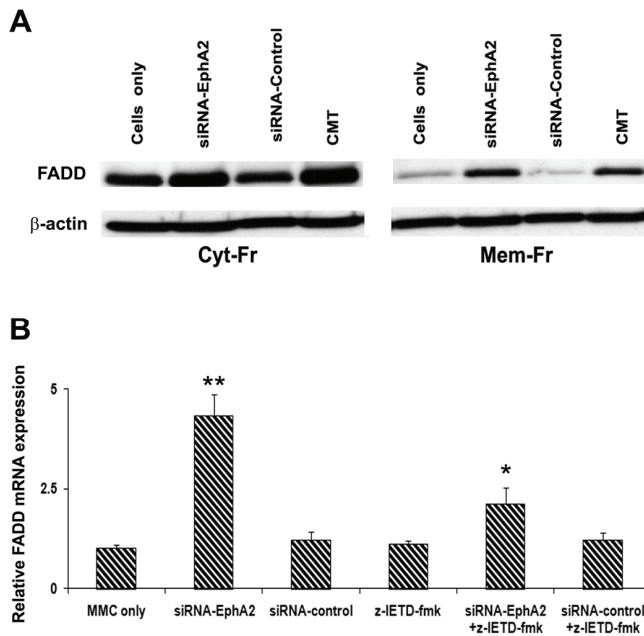 A
Cells only
siRNA-EphA2
siRNA-Control
CMT
Cells only
siRNA-EphA2
siRNA-Control
CMT
FADD
β-actin
Cyt-Fr
Mem-Fr
B
Relative FADD mRNA expression
5
2.5
0
**
*
MMC only
siRNA-EphA2
siRNA-control
z-IETD-fmk
siRNA-EphA2
+z-IETD-fmk
siRNA-control
+z-IETD-fmk